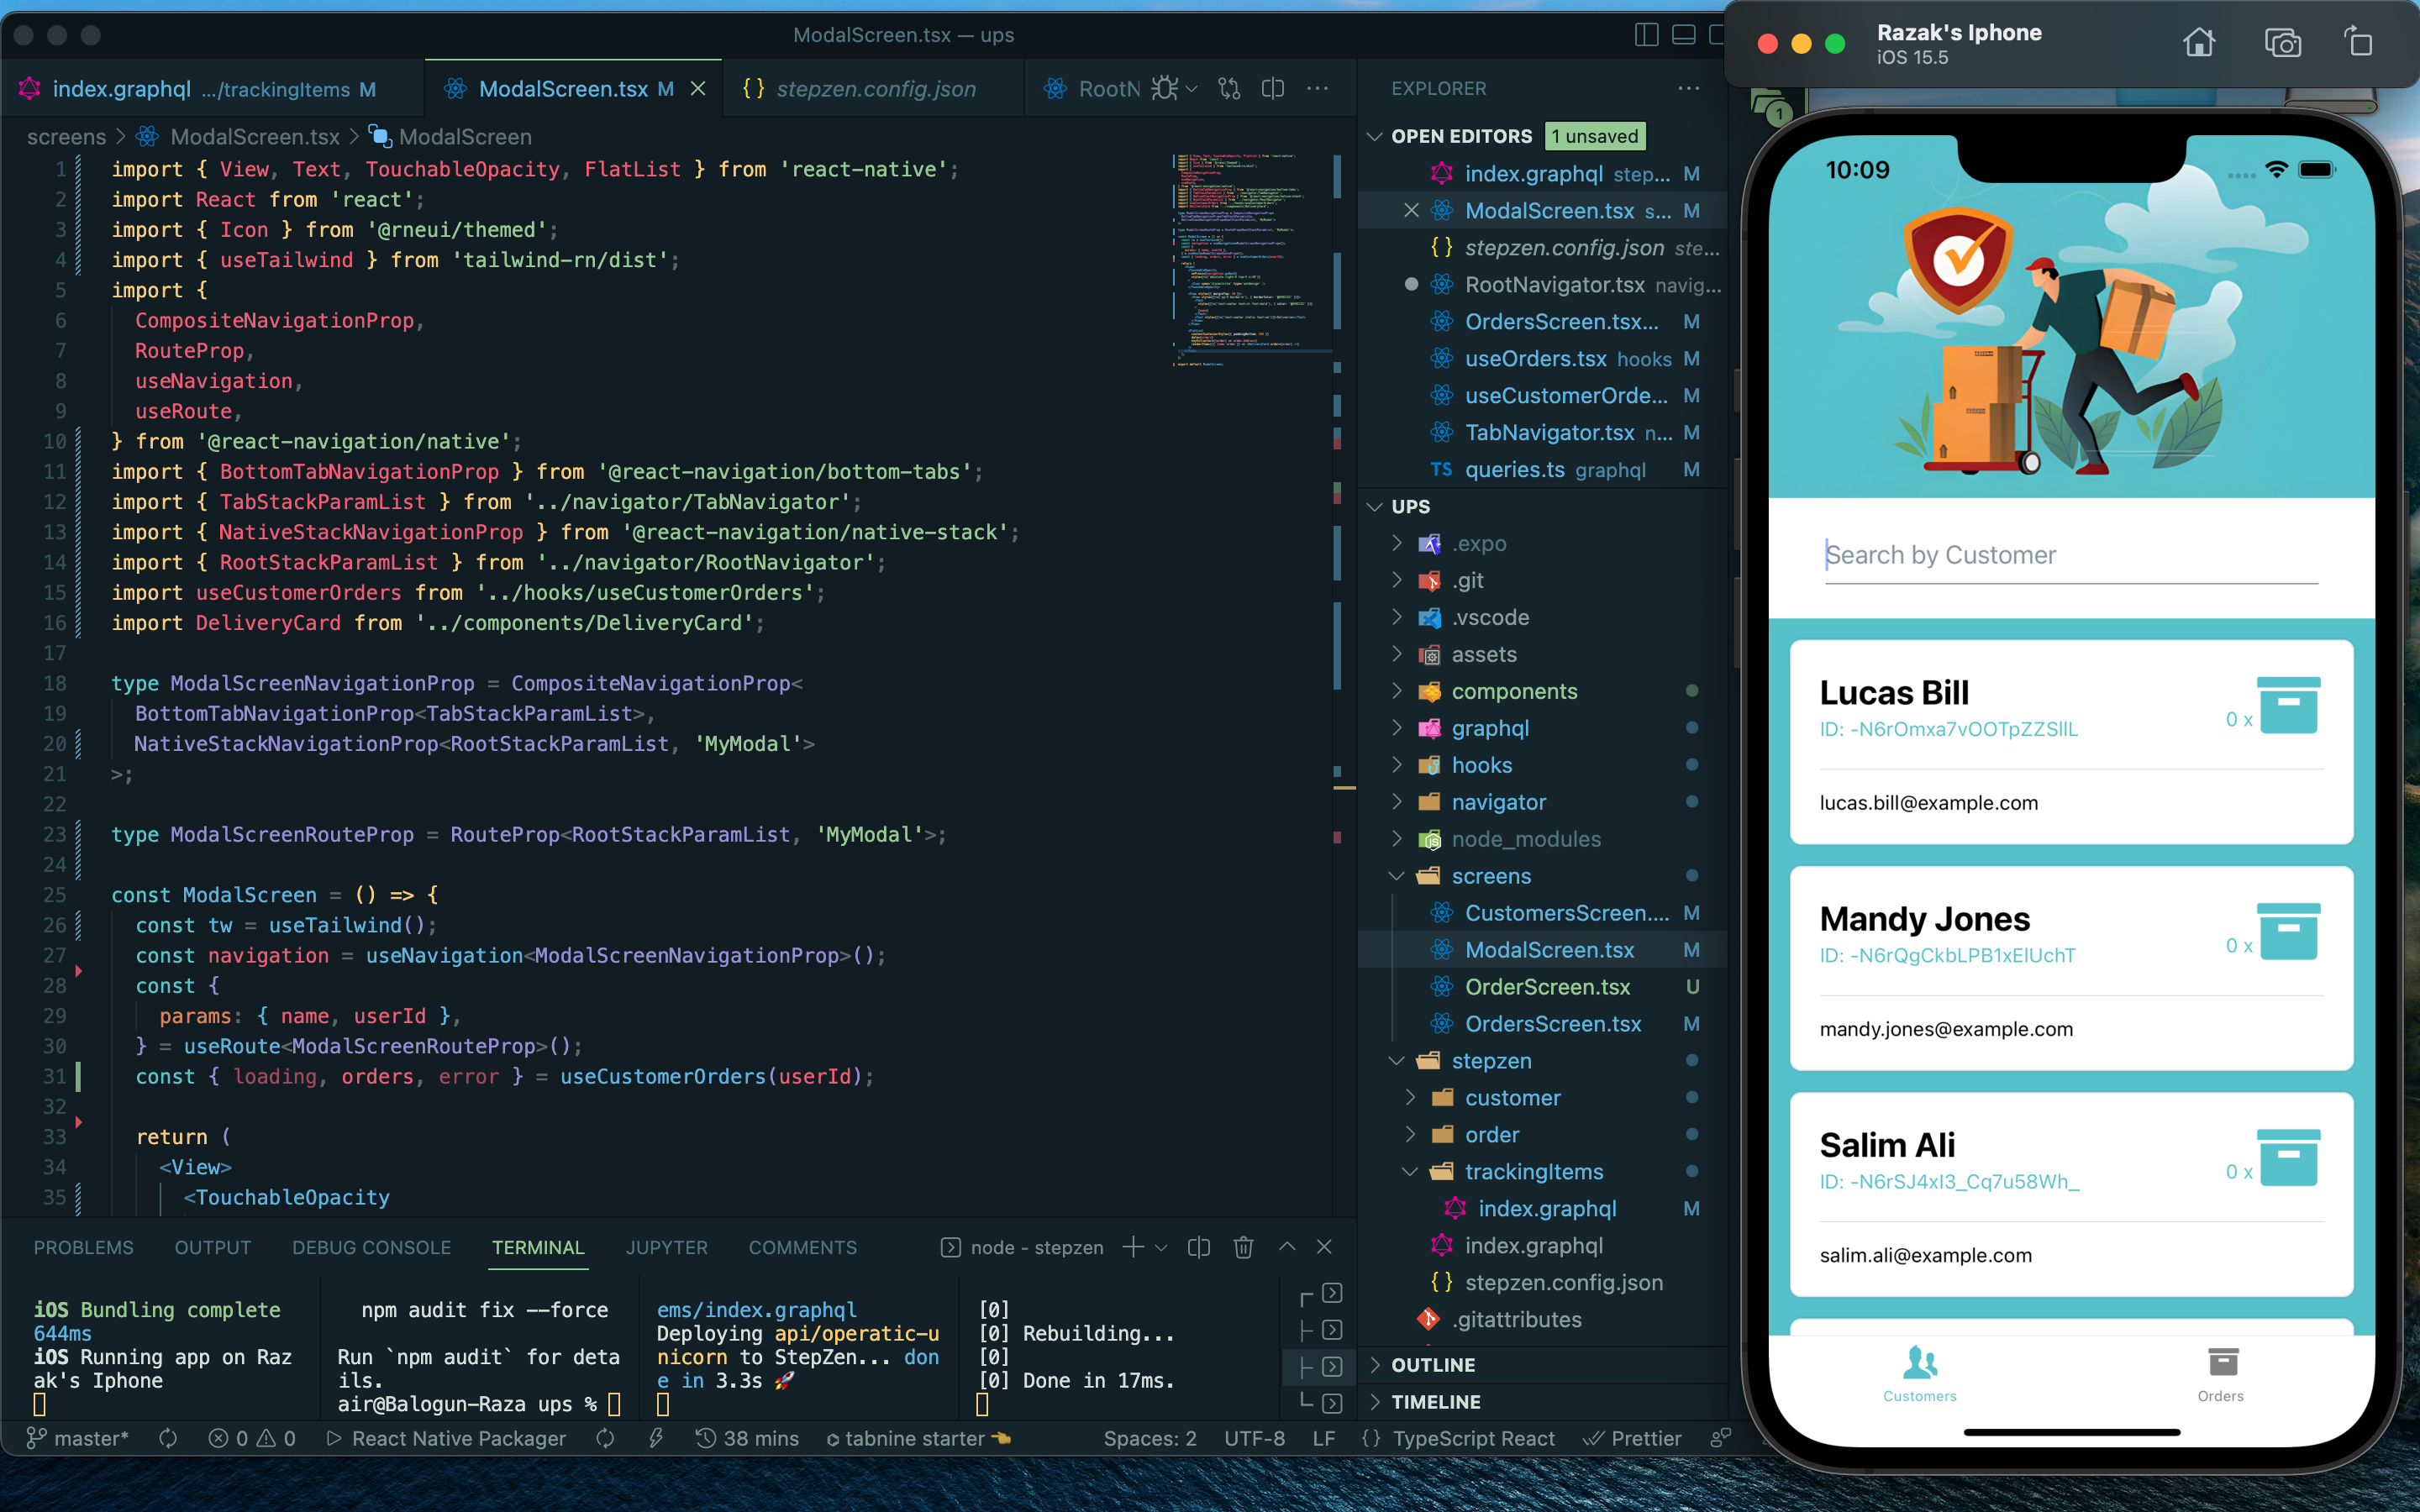 ModalScreen.tsx — ups
index.graphql .../trackingItems M
ModalScreen.tsx M
{} stepzen.config.json
RootN
screens > ModalScreen.tsx > ModalScreen
1 import { View, Text, TouchableOpacity, FlatList } from 'react-native';
2 import React from 'react';
3 import { Icon } from '@rneui/themed';
4 import { useTailwind } from 'tailwind-rn/dist';
5 import {
6 CompositeNavigationProp,
7 RouteProp,
8 useNavigation,
9 useRoute,
10 } from '@react-navigation/native';
11 import { BottomTabNavigationProp } from '@react-navigation/bottom-tabs';
12 import { TabStackParamList } from '../navigator/TabNavigator';
13 import { NativeStackNavigationProp } from '@react-navigation/native-stack';
14 import { RootStackParamList } from '../navigator/RootNavigator';
15 import useCustomerOrders from '../hooks/useCustomerOrders';
16 import DeliveryCard from '../components/DeliveryCard';
17
18 type ModalScreenNavigationProp = CompositeNavigationProp<
19 BottomTabNavigationProp<TabStackParamList>,
20 NativeStackNavigationProp<RootStackParamList, 'MyModal'>
21 >;
22
23 type ModalScreenRouteProp = RouteProp<RootStackParamList, 'MyModal'>;
24
25 const ModalScreen = () => {
26 const tw = useTailwind();
27 const navigation = useNavigation<ModalScreenNavigationProp>();
28 const {
29 params: { name, userId },
30 } = useRoute<ModalScreenRouteProp>();
31 const { loading, orders, error } = useCustomerOrders(userId);
32
33 return (
34 <View>
35 <TouchableOpacity
PROBLEMS
OUTPUT
DEBUG CONSOLE
TERMINAL
JUPYTER
COMMENTS
node - stepzen
iOS Bundling complete
644ms
iOS Running app on Raz
ak's Iphone
npm audit fix --force
Run `npm audit` for deta
ils.
air@Balogun-Raza ups %
ems/index.graphql
Deploying api/operatic-u
nicorn to StepZen... don
e in 3.3s 🚀
[0]
[0] Rebuilding...
[0]
[0] Done in 17ms.
master*
0
0
React Native Packager
38 mins
tabnine starter
Spaces: 2
UTF-8
LF
{} TypeScript React
Prettier
EXPLORER
OPEN EDITORS 1 unsaved
index.graphql step... M
ModalScreen.tsx s... M
{} stepzen.config.json ste...
RootNavigator.tsx navig...
OrdersScreen.tsx... M
useOrders.tsx hooks M
useCustomerOrde... M
TabNavigator.tsx n... M
TS queries.ts graphql M
UPS
.expo
.git
.vscode
assets
components
graphql
hooks
navigator
node_modules
screens
CustomersScreen.... M
ModalScreen.tsx M
OrderScreen.tsx U
OrdersScreen.tsx M
stepzen
customer
order
trackingItems
index.graphql M
index.graphql
{} stepzen.config.json
.gitattributes
OUTLINE
TIMELINE
1
Razak's Iphone
iOS 15.5
10:09
Search by Customer
Lucas Bill
ID: -N6rOmxa7vOOTpZZSllL
0 x
lucas.bill@example.com
Mandy Jones
ID: -N6rQgCkbLPB1xElUchT
0 x
mandy.jones@example.com
Salim Ali
ID: -N6rSJ4xI3_Cq7u58Wh_
0 x
salim.ali@example.com
Customers
Orders